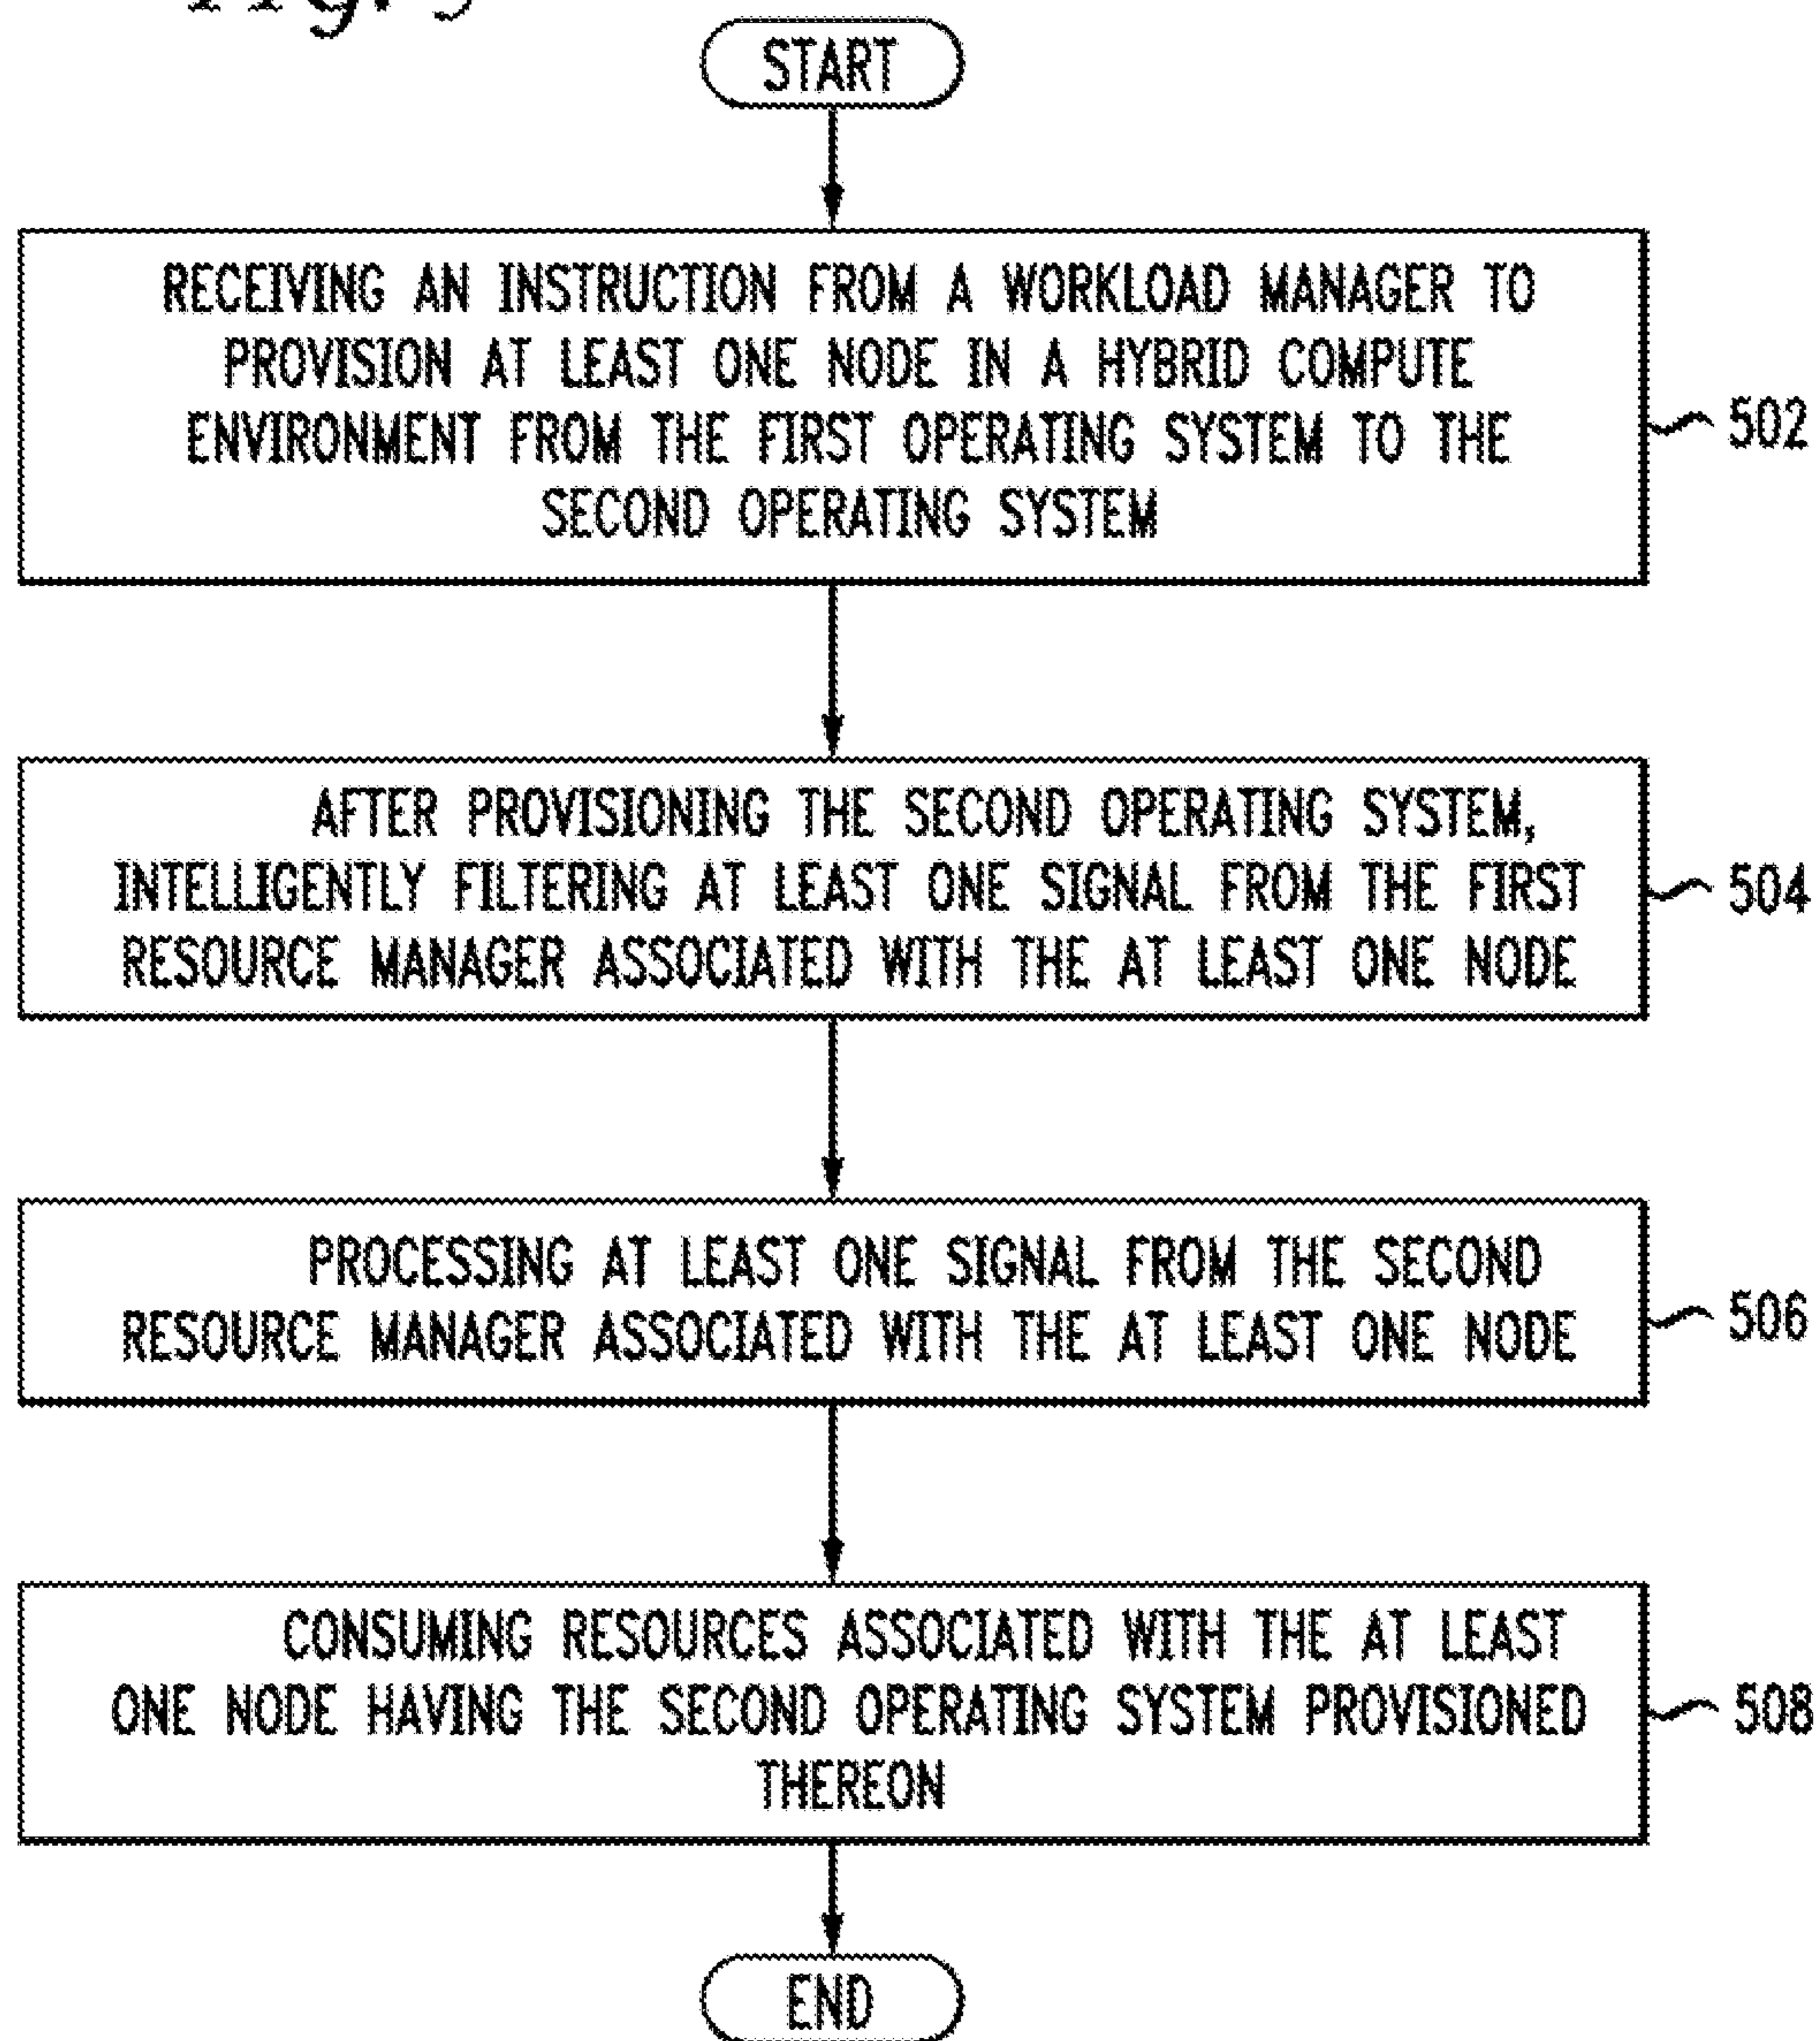 START
RECEIVING AN INSTRUCTION FROM A WORKLOAD MANAGER TO
PROVISION AT LEAST ONE NODE IN A HYBRID COMPUTE
ENVIRONMENT FROM THE FIRST OPERATING SYSTEM TO THE
SECOND OPERATING SYSTEM
502
AFTER PROVISIONING THE SECOND OPERATING SYSTEM,
INTELLIGENTLY FILTERING AT LEAST ONE SIGNAL FROM THE FIRST
RESOURCE MANAGER ASSOCIATED WITH THE AT LEAST ONE NODE
504
PROCESSING AT LEAST ONE SIGNAL FROM THE SECOND
RESOURCE MANAGER ASSOCIATED WITH THE AT LEAST ONE NODE
506
CONSUMING RESOURCES ASSOCIATED WITH THE AT LEAST
ONE NODE HAVING THE SECOND OPERATING SYSTEM PROVISIONED
THEREON
508
END